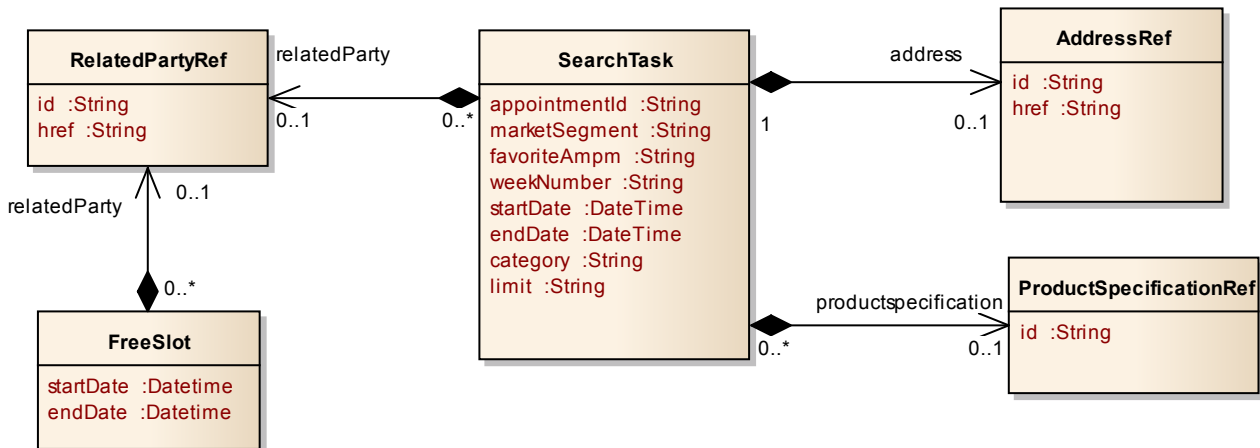 RelatedPartyRef
id :String
href :String
relatedParty
0..1
0..*
SearchTask
appointmentId :String
marketSegment :String
favoriteAmpm :String
weekNumber :String
startDate :DateTime
endDate :DateTime
category :String
limit :String
address
1
0..1
AddressRef
id :String
href :String
relatedParty
0..1
0..*
FreeSlot
startDate :Datetime
endDate :Datetime
productspecification
0..*
0..1
ProductSpecificationRef
id :String